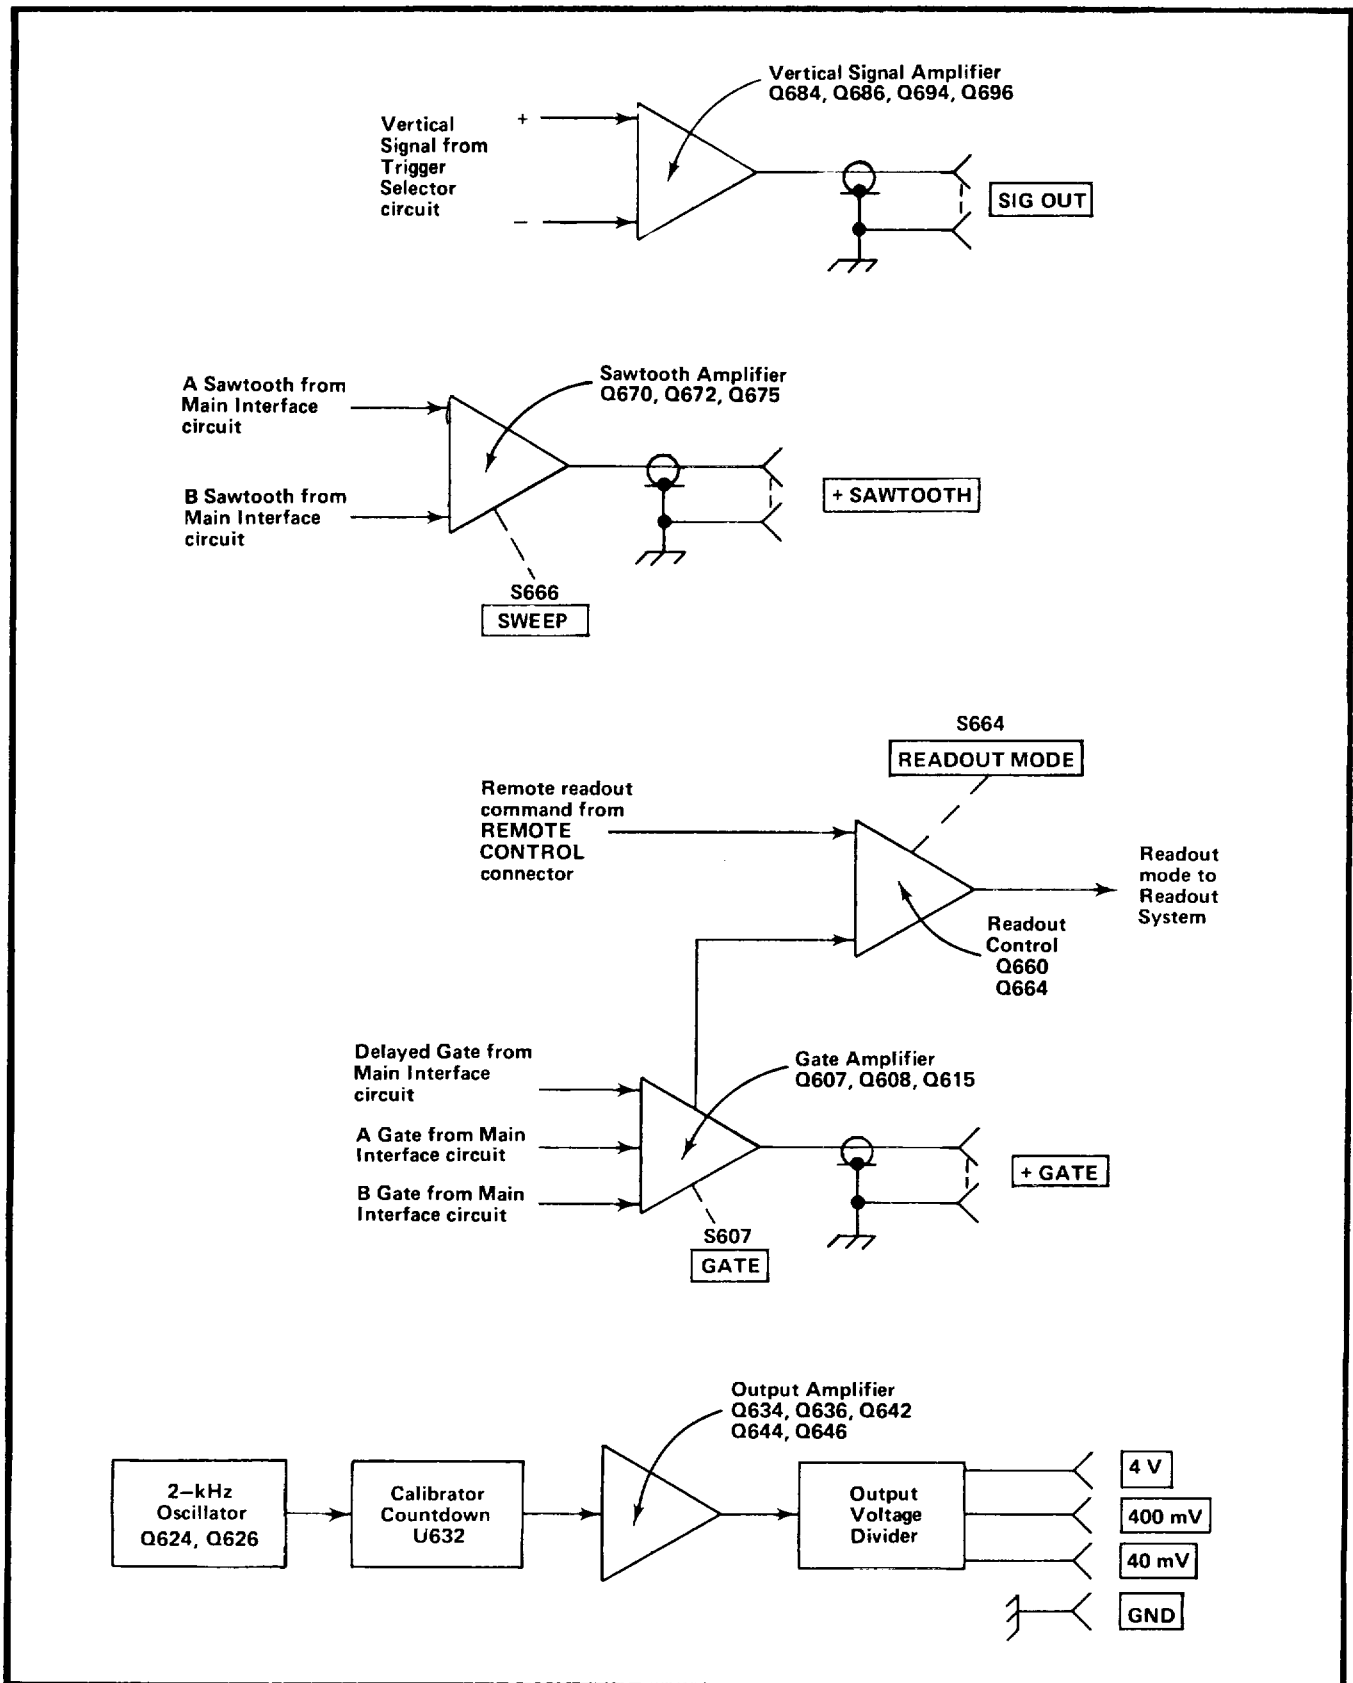 Vertical Signal Amplifier
Q684, Q686, Q694, Q696
Vertical
Signal from
Trigger
Selector
circuit
+
−
SIG OUT
A Sawtooth from
Main Interface
circuit
Sawtooth Amplifier
Q670, Q672, Q675
B Sawtooth from
Main Interface
circuit
+ SAWTOOTH
S666
SWEEP
S664
READOUT MODE
Remote readout
command from
REMOTE
CONTROL
connector
Readout
mode to
Readout
System
Readout
Control
Q660
Q664
Delayed Gate from
Main Interface
circuit
Gate Amplifier
Q607, Q608, Q615
A Gate from Main
Interface circuit
B Gate from Main
Interface circuit
+ GATE
S607
GATE
Output Amplifier
Q634, Q636, Q642
Q644, Q646
2-kHz
Oscillator
Q624, Q626
Calibrator
Countdown
U632
Output
Voltage
Divider
4 V
400 mV
40 mV
GND